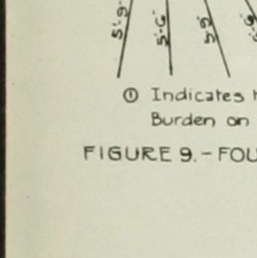 5'-9" 5'-6" 5'-5"
① Indicates
Burden on
FIGURE 9.- FOU